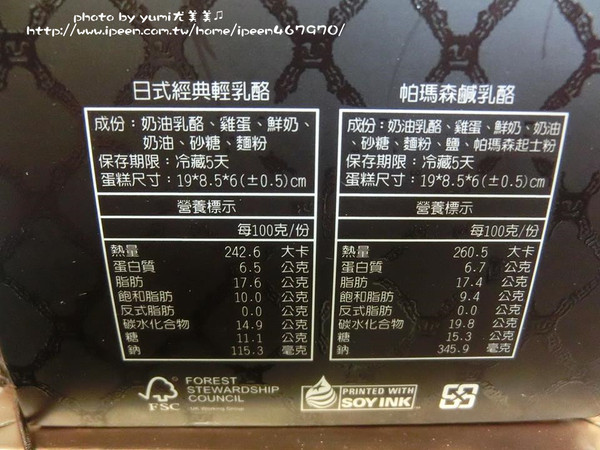 photo by yumi尤美美♫
http://www.ipeen.com.tw/home/ipeen467970/
日式經典輕乳酪
成份：奶油乳酪、雞蛋、鮮奶、
奶油、砂糖、麵粉
保存期限：冷藏5天
蛋糕尺寸：19*8.5*6(±0.5)cm
營養標示
每100克/份
熱量 242.6 大卡
蛋白質 6.5 公克
脂肪 17.6 公克
飽和脂肪 10.0 公克
反式脂肪 0.0 公克
碳水化合物 14.9 公克
糖 11.1 公克
鈉 115.3 毫克
帕瑪森鹹乳酪
成份：奶油乳酪、雞蛋、鮮奶、奶油
、砂糖、麵粉、鹽、帕瑪森起士粉
保存期限：冷藏5天
蛋糕尺寸：19*8.5*6(±0.5)cm
營養標示
每100克/份
熱量 260.5 大卡
蛋白質 6.7 公克
脂肪 17.4 公克
飽和脂肪 9.4 公克
反式脂肪 0.0 公克
碳水化合物 19.8 公克
糖 15.3 公克
鈉 345.9 毫克
FSC
FOREST
STEWARDSHIP
COUNCIL
UK Working Group
PRINTED WITH
SOY INK